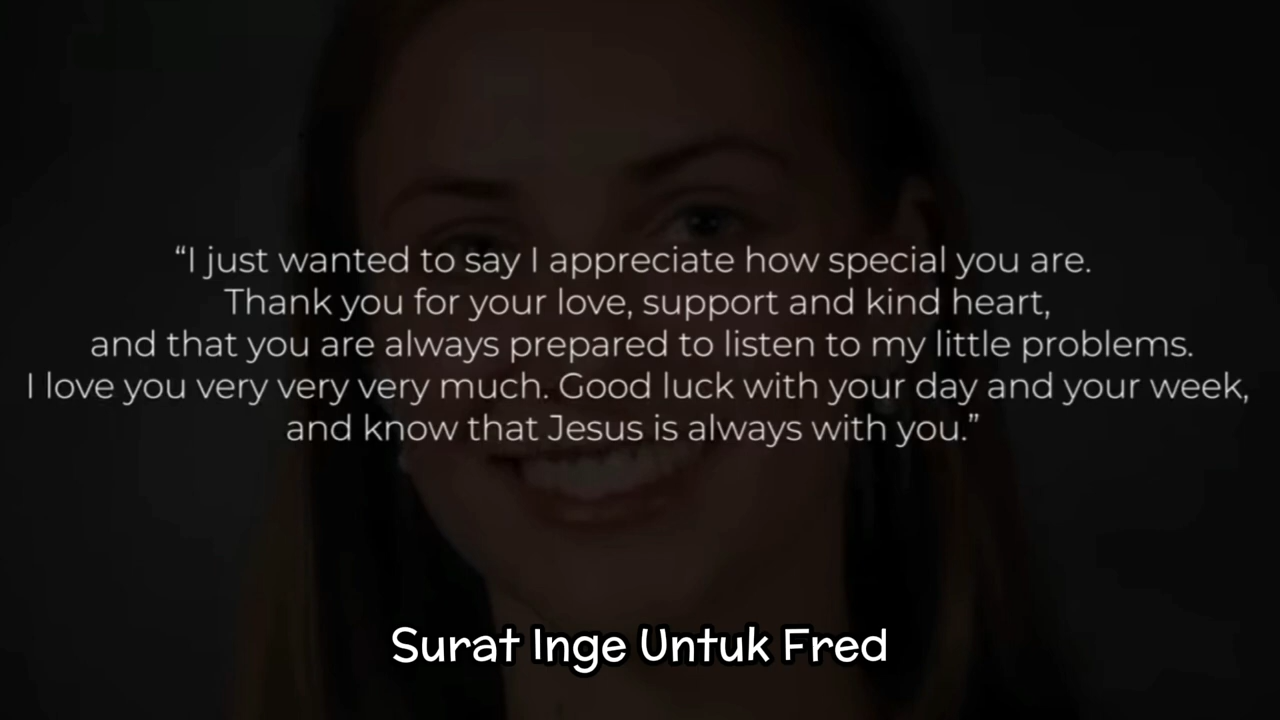 “I just wanted to say I appreciate how special you are.
Thank you for your love, support and kind heart,
and that you are always prepared to listen to my little problems.
I love you very very very much. Good luck with your day and your week,
and know that Jesus is always with you.”
Surat Inge Untuk Fred